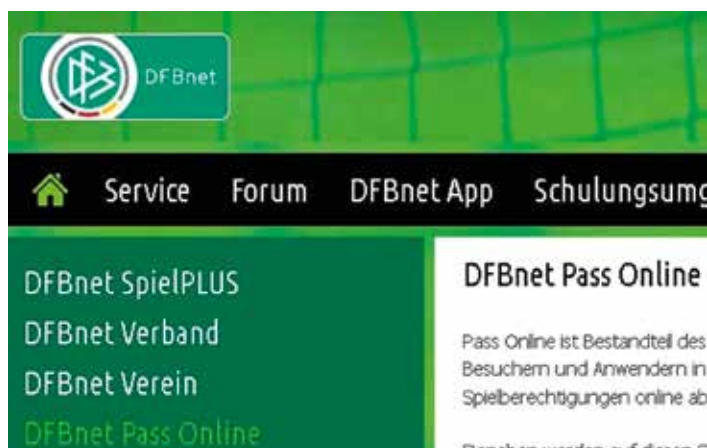 DFBnet
Service Forum DFBnet App Schulungsumg
DFBnet SpielPLUS
DFBnet Verband
DFBnet Verein
DFBnet Pass Online
DFBnet Pass Online
Pass Online ist Bestandteil des
Besuchern und Anwendern in
Spielberechtigungen online ab